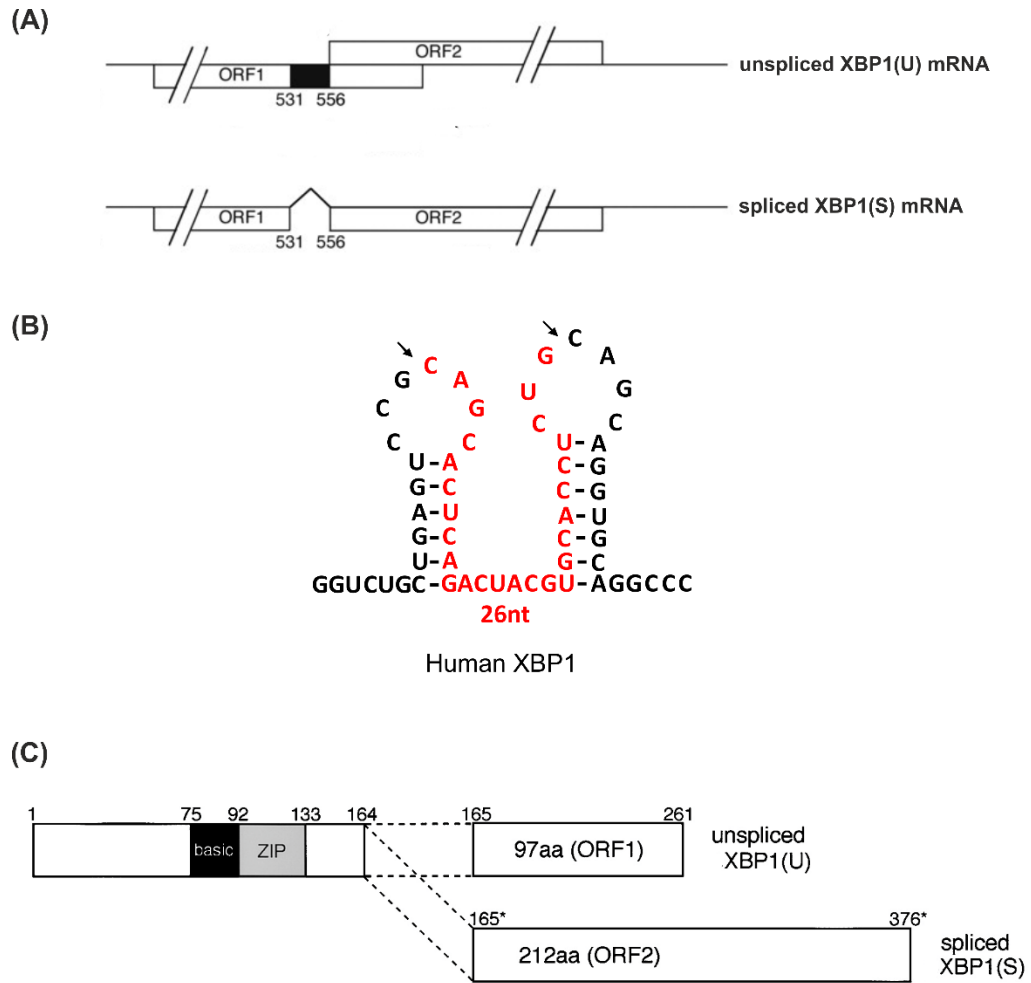 (A)
ORF2
ORF1
unspliced XBP1(U) mRNA
531 556
ORF1 ORF2
spliced XBP1(S) mRNA
531 556
(B)
C
G C A
G C A U G
C G C C
C C U - A
U - A C - G
G - C C - G
A - U A - U
G - C C - G
U - A G - C
GGUCUGC - GACUACGU - AGGCCC
26nt
Human XBP1
(C)
1 75 92 133 164 165 261
basic ZIP 97aa (ORF1) unspliced
XBP1(U)
165* 376*
212aa (ORF2) spliced
XBP1(S)